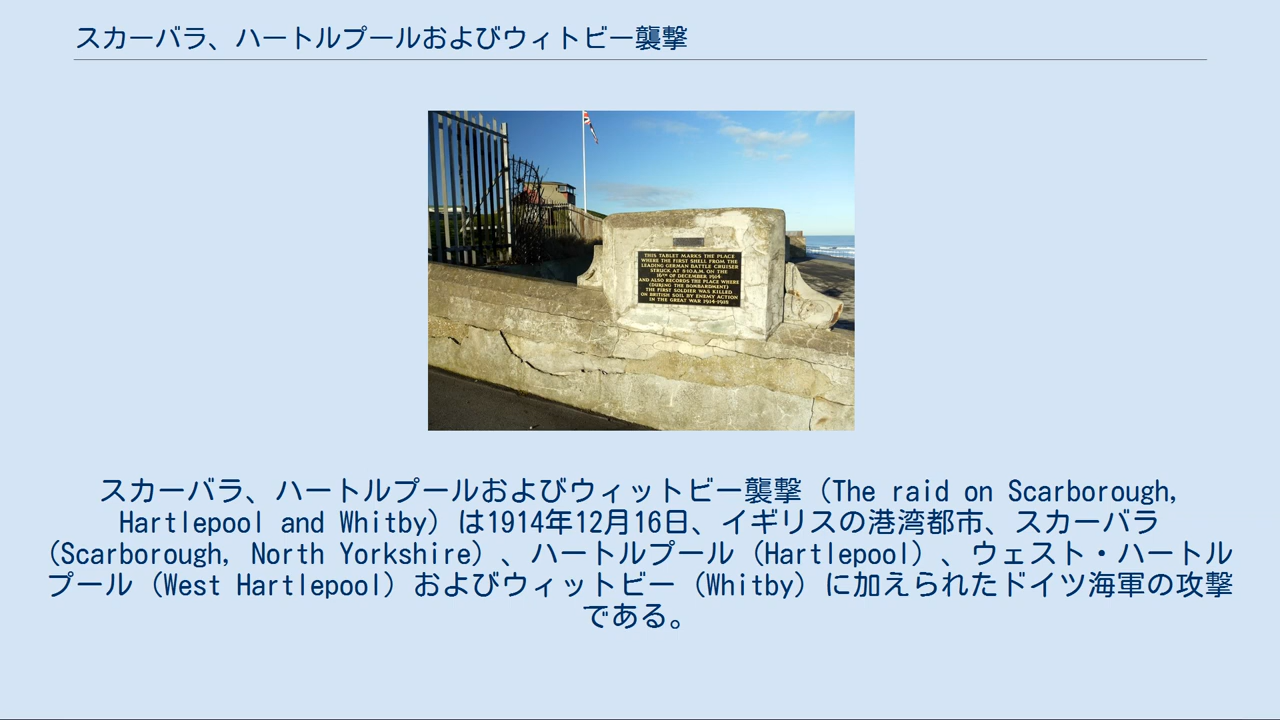 スカーバラ、ハートルプールおよびウィトビー襲撃
THIS TABLET MARKS THE PLACE
WHERE THE FIRST SHELL FROM THE
LEADING GERMAN BATTLE CRUISER
STRUCK AT 8·10 A.M. ON THE
16TH OF DECEMBER 1914
AND ALSO RECORDS THE PLACE WHERE
(DURING THE BOMBARDMENT)
THE FIRST SOLDIER WAS KILLED
ON BRITISH SOIL BY ENEMY ACTION
IN THE GREAT WAR 1914-1918
スカーバラ、ハートルプールおよびウィットビー襲撃（The raid on Scarborough,
Hartlepool and Whitby）は1914年12月16日、イギリスの港湾都市、スカーバラ
（Scarborough, North Yorkshire）、ハートルプール（Hartlepool）、ウェスト・ハートル
プール（West Hartlepool）およびウィットビー（Whitby）に加えられたドイツ海軍の攻撃
である。